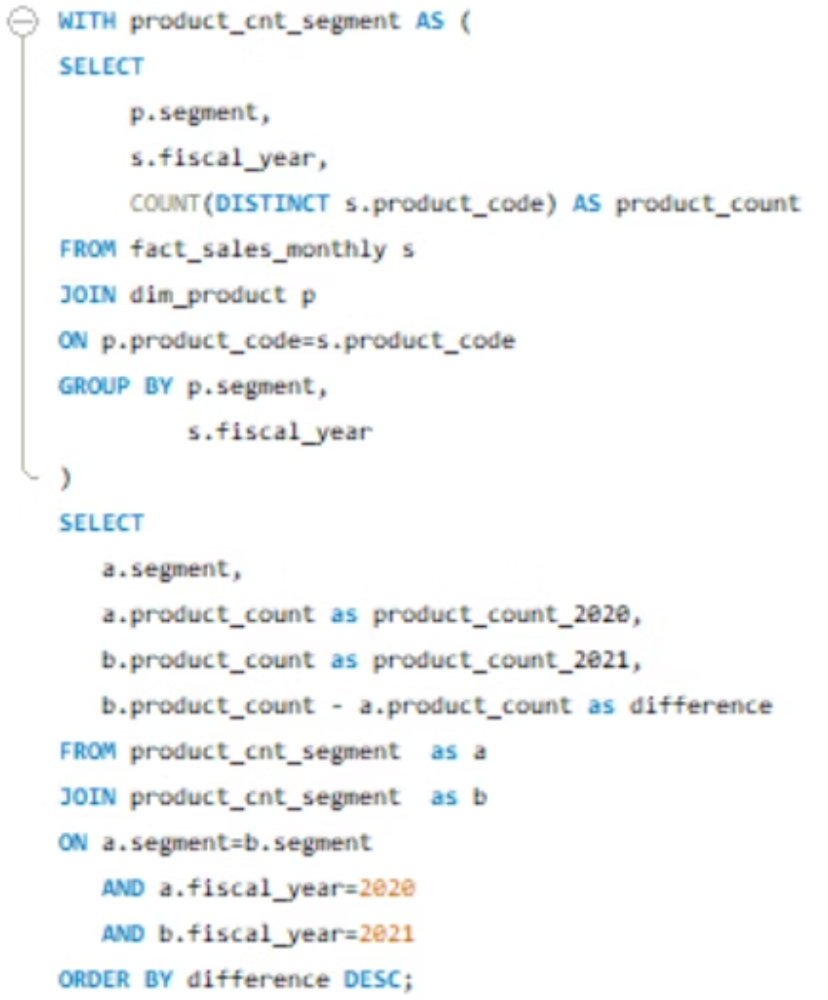 WITH product_cnt_segment AS (
SELECT
p.segment,
s.fiscal_year,
COUNT(DISTINCT s.product_code) AS product_count
FROM fact_sales_monthly s
JOIN dim_product p
ON p.product_code=s.product_code
GROUP BY p.segment,
s.fiscal_year
)
SELECT
a.segment,
a.product_count as product_count_2020,
b.product_count as product_count_2021,
b.product_count - a.product_count as difference
FROM product_cnt_segment as a
JOIN product_cnt_segment as b
ON a.segment=b.segment
AND a.fiscal_year=2020
AND b.fiscal_year=2021
ORDER BY difference DESC;